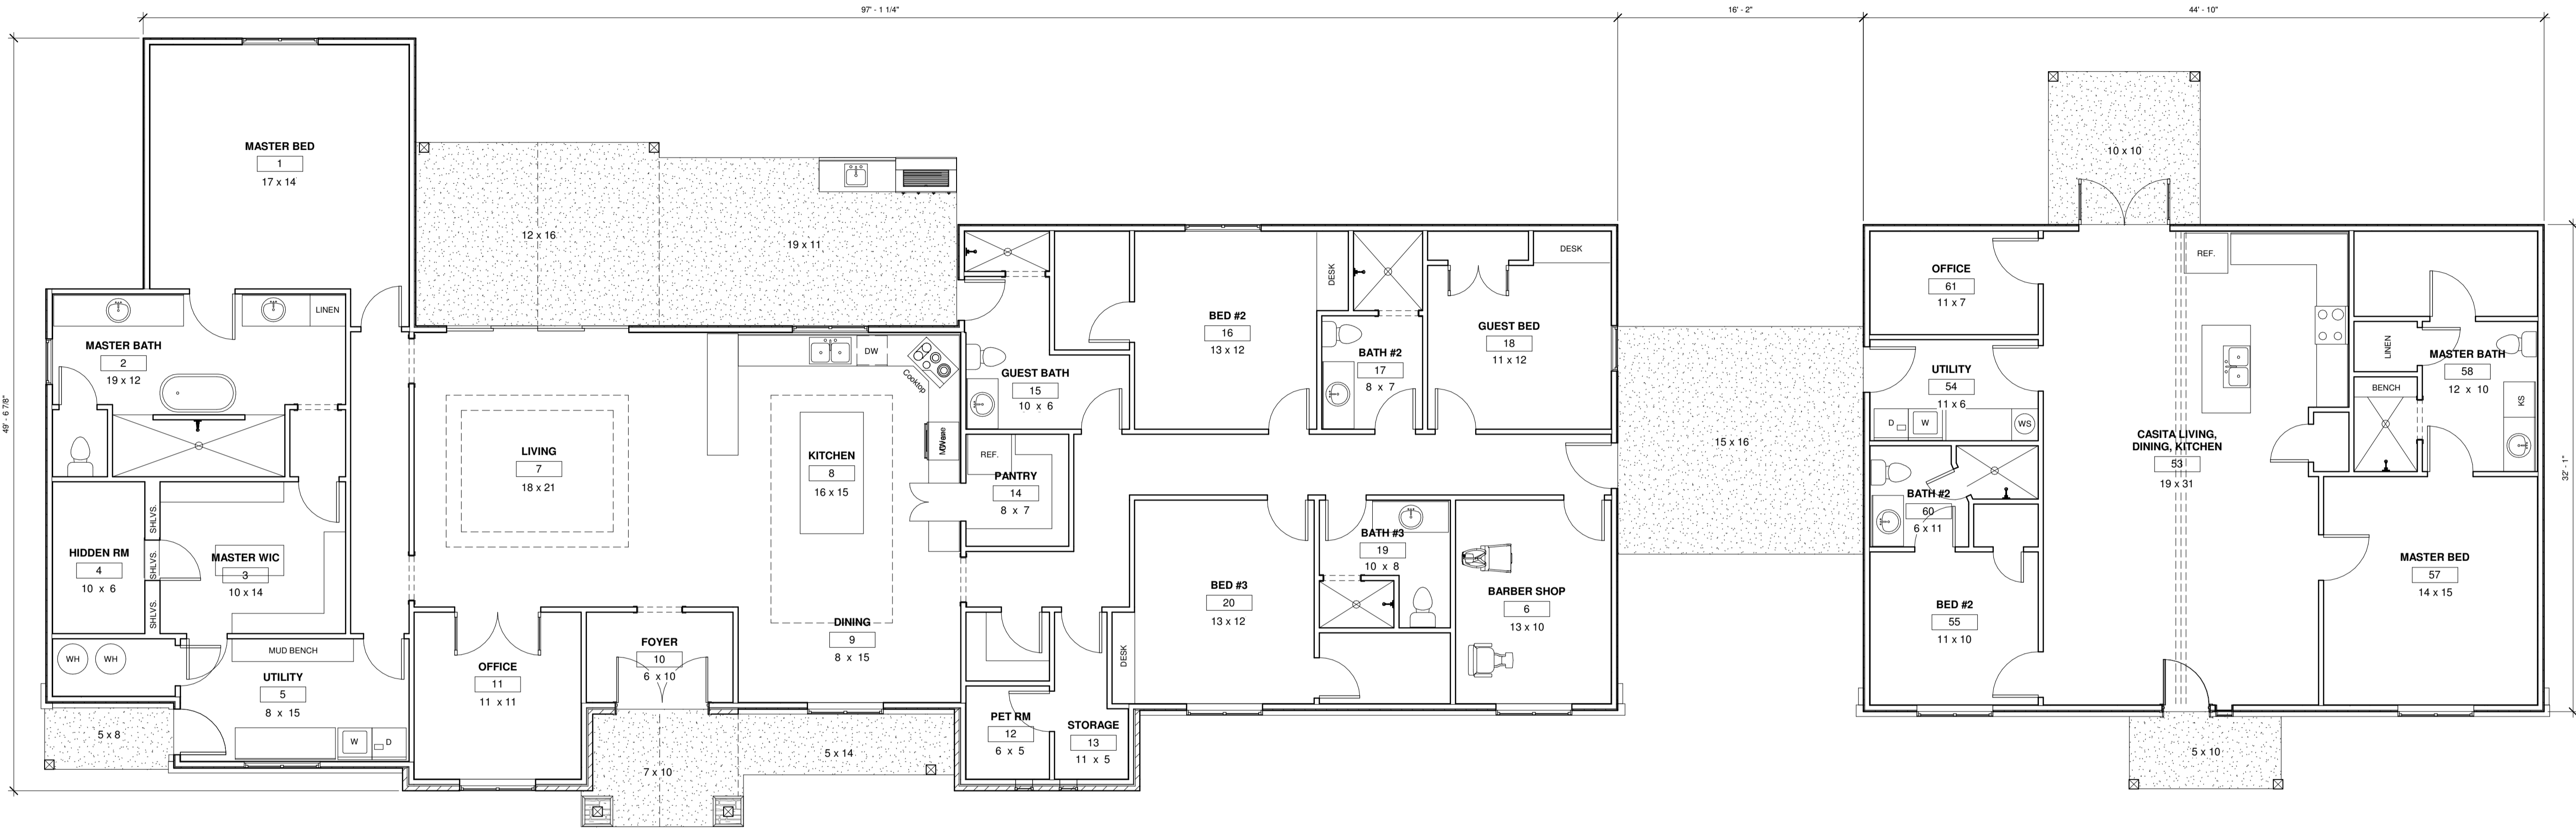 97' - 1 1/4"
16' - 2"
44' - 10"
49' - 6 7/8"
32' - 1"
MASTER BED
1
17 x 14
12 x 16
19 x 11
LINEN
MASTER BATH
2
19 x 12
HIDDEN RM
4
10 x 6
SHLVS.
SHLVS.
SHLVS.
MASTER WIC
3
10 x 14
WH
WH
MUD BENCH
UTILITY
5
8 x 15
W
D
5 x 8
LIVING
7
18 x 21
OFFICE
11
11 x 11
FOYER
10
6 x 10
7 x 10
DW
Cooktop
KITCHEN
8
16 x 15
DINING
9
8 x 15
5 x 14
GUEST BATH
15
10 x 6
REF.
PANTRY
14
8 x 7
PET RM
12
6 x 5
STORAGE
13
11 x 5
BED #2
16
13 x 12
DESK
BATH #2
17
8 x 7
DESK
GUEST BED
18
11 x 12
DESK
BED #3
20
13 x 12
BATH #3
19
10 x 8
BARBER SHOP
6
13 x 10
15 x 16
10 x 10
OFFICE
61
11 x 7
UTILITY
54
11 x 6
D
W
WS
BATH #2
60
6 x 11
BED #2
55
11 x 10
REF.
CASITA LIVING,
DINING, KITCHEN
53
19 x 31
LINEN
MASTER BATH
58
12 x 10
BENCH
KS
MASTER BED
57
14 x 15
5 x 10